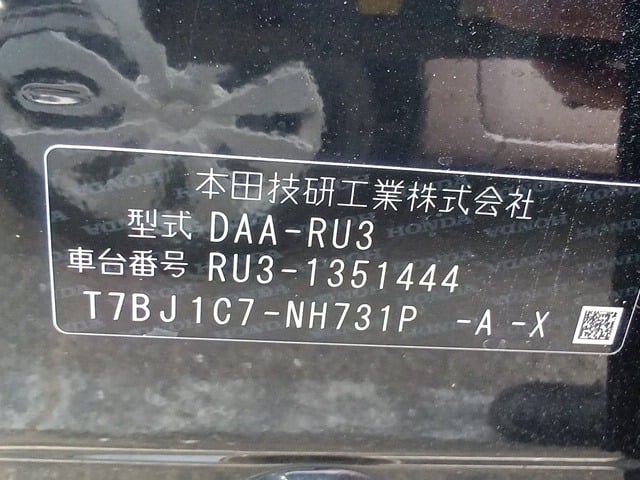 本田技研工業株式会社
型式 DAA-RU3
車台番号 RU3-1351444
T7BJ1C7-NH731P -A -X